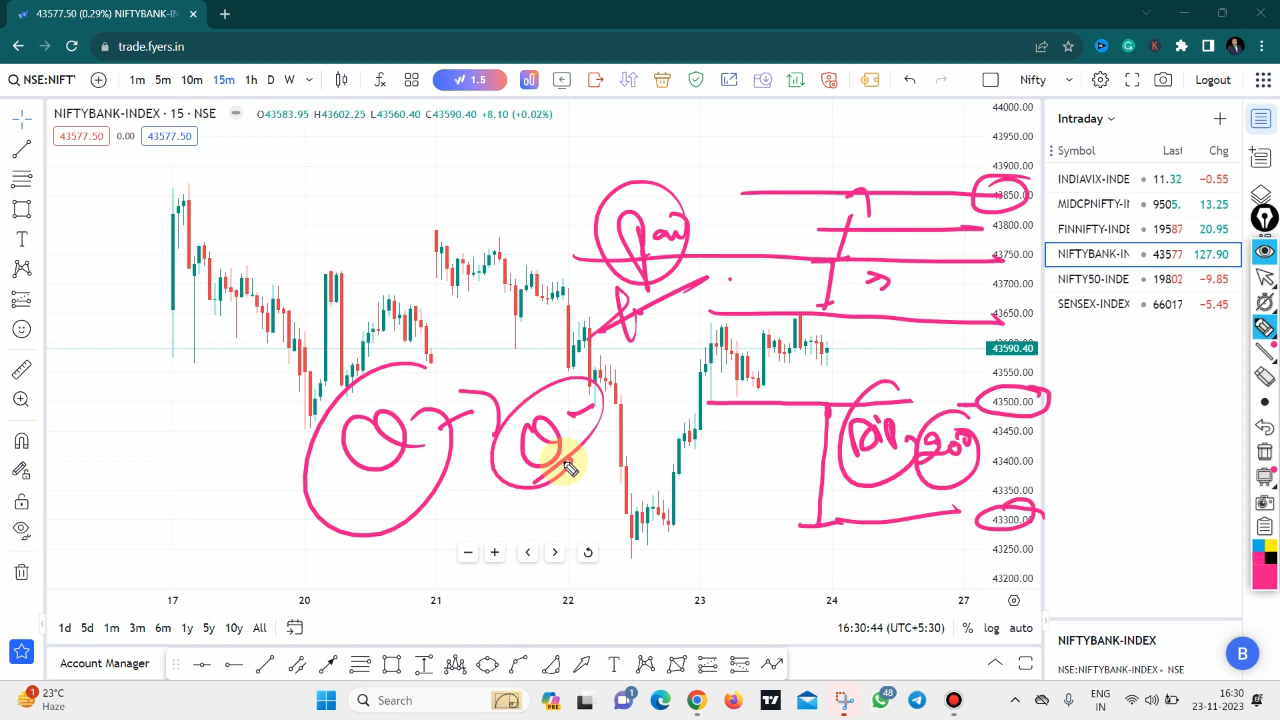 43577.50 (0.29%) NIFTYBANK-IN
trade.fyers.in
NSE:NIFT
1m 5m 10m 15m 1h D W
1.5
Nifty
Logout
NIFTYBANK-INDEX · 15 · NSE
O43583.95 H43602.25 L43560.40 C43590.40 +8.10 (+0.02%)
43577.50 0.00 43577.50
44000.00
43950.00
43900.00
43850.00
43800.00
43750.00
43700.00
43650.00
43590.40
43500.00
43450.00
43400.00
43350.00
43300.00
43250.00
43200.00
17 20 21 22 23 24 27
1d 5d 1m 3m 6m 1y 5y 10y All
16:30:44 (UTC+5:30) % log auto
Account Manager
Intraday
Symbol Last Chg
INDIAVIX-INDE 11.32 −0.55
MIDCPNIFTY-II 9505. 13.25
FINNIFTY-INDE 19587 20.95
NIFTYBANK-IN 43577 127.90
NIFTY50-INDEX 19802 −9.85
SENSEX-INDEX 66017 −5.45
NIFTYBANK-INDEX
NSE:NIFTYBANK-INDEX • NSE
B
1
23°C
Haze
Search
PRE
1
48
ENG
IN
16:30
23-11-2023